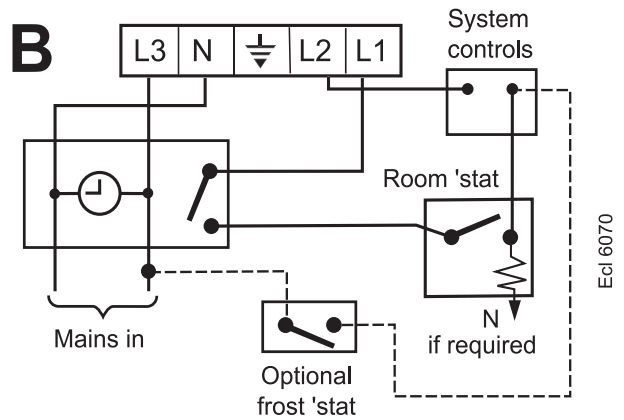 B
L3 N L2 L1
System
controls
Room 'stat
Ecl 6070
N
if required
Mains in
Optional
frost 'stat